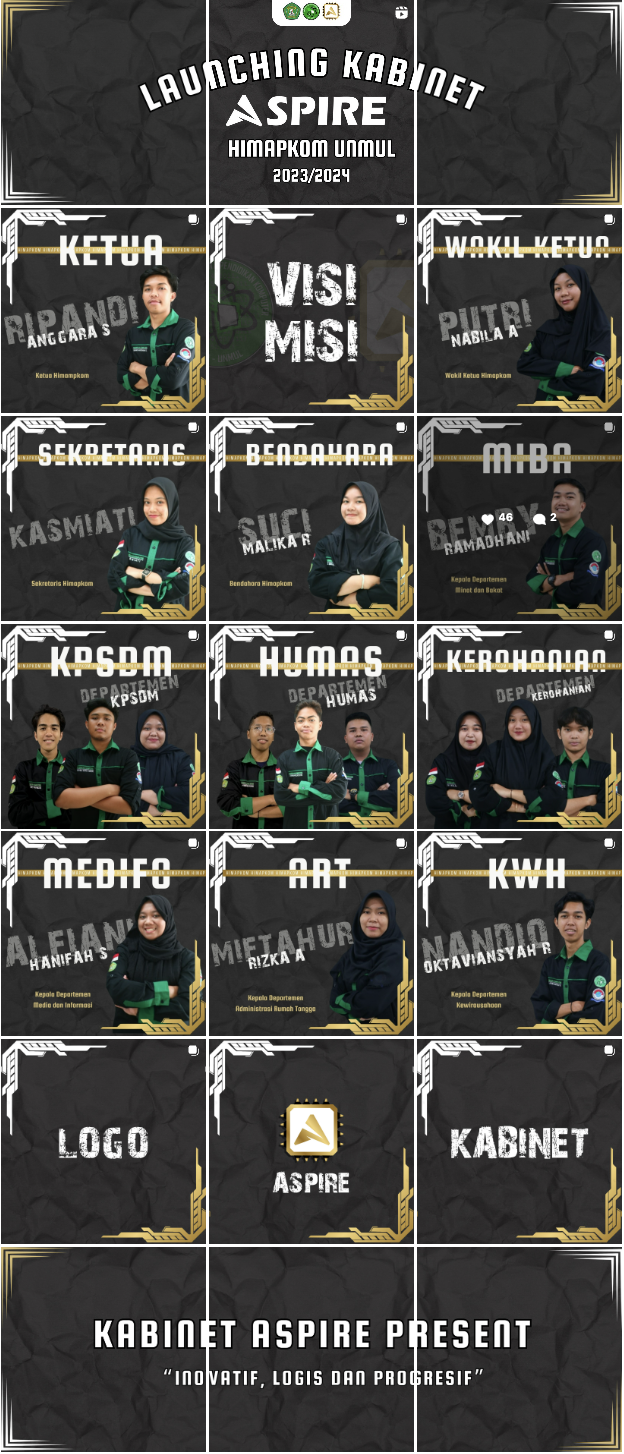 LAUNCHING KABINET
ASPIRE
HIMAPKOM UNMUL
2023/2024
KETUA
RIPANDI
ANGGARA S
Ketua Himampkom
VISI
MISI
WAKIL KETUA
PUTRI
NABILA A
Wakil Ketua Himapkom
SEKRETARIS
KASMIATI
Sekretaris Himapkom
BENDAHARA
SUCI
MALIKA R
Bendahara Himapkom
MIBA
RAMADHANI
46 2
Kepala Departemen
Minat dan Bakat
KPSDM
DEPARTEMEN
KPSDM
HUMAS
DEPARTEMEN
HUMAS
KEROHANIAN
DEPARTEMEN
KEROHANIAN
MEDIFO
ALFIANI
HANIFAH S
Kepala Departemen
Media dan Informasi
ART
MIFTAHUR
RIZKA A
Kepala Departemen
Administrasi Rumah Tangga
KWH
NANDIO
OKTAVIANSYAH R
Kepala Departemen
Kewirausahaan
LOGO
ASPIRE
KABINET
KABINET ASPIRE PRESENT
“INOVATIF, LOGIS DAN PROGRESIF”